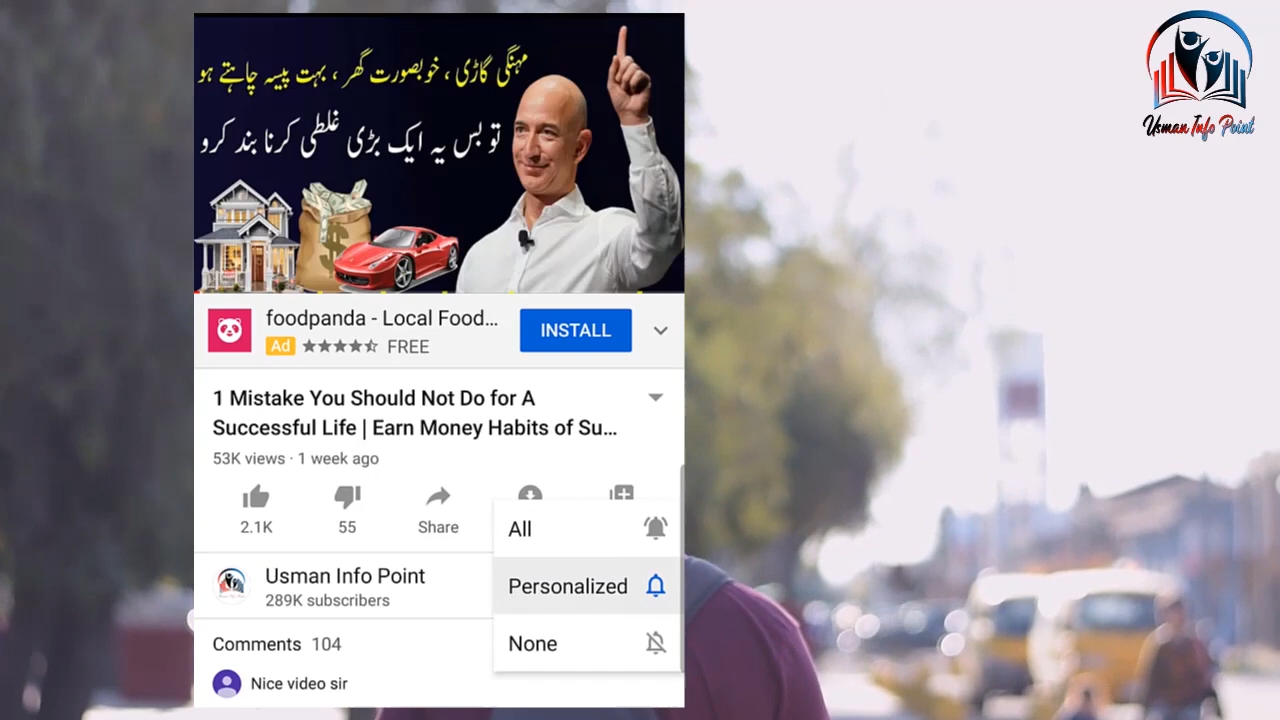 مہنگی گاڑی ، خوبصورت گھر ، بہت پیسہ چاہتے ہو
تو بس یہ ایک بڑی غلطی کرنا بند کرو
Usman Info Point
foodpanda - Local Food...
INSTALL
Ad
FREE
1 Mistake You Should Not Do for A
Successful Life | Earn Money Habits of Su...
53K views · 1 week ago
2.1K
55
Share
All
Personalized
None
Usman Info Point
289K subscribers
Comments 104
Nice video sir